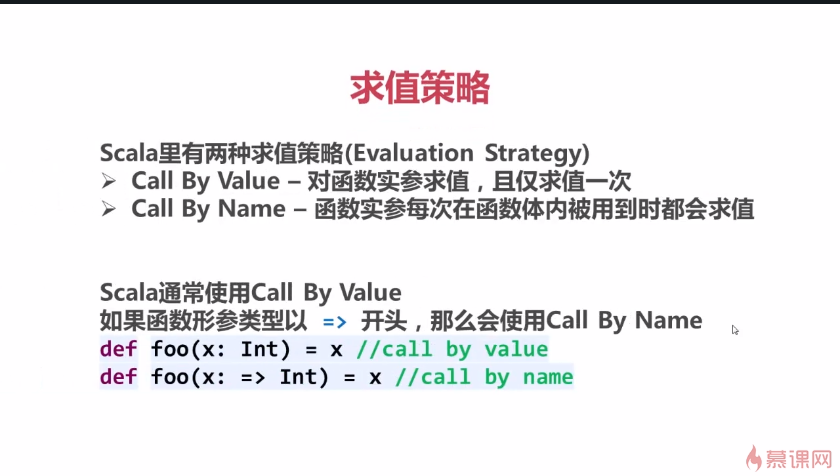 求值策略
Scala里有两种求值策略(Evaluation Strategy)
➢ Call By Value – 对函数实参求值，且仅求值一次
➢ Call By Name – 函数实参每次在函数体内被用到时都会求值
Scala通常使用Call By Value
如果函数形参类型以 => 开头，那么会使用Call By Name
def foo(x: Int) = x //call by value
def foo(x: => Int) = x //call by name
慕课网